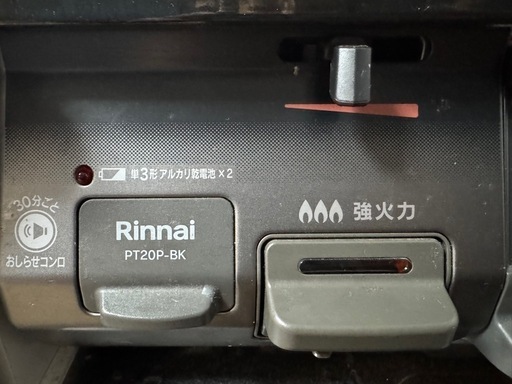 単3形アルカリ乾電池×2
30分ごと
おしらせコンロ
Rinnai
PT20P-BK
強火力